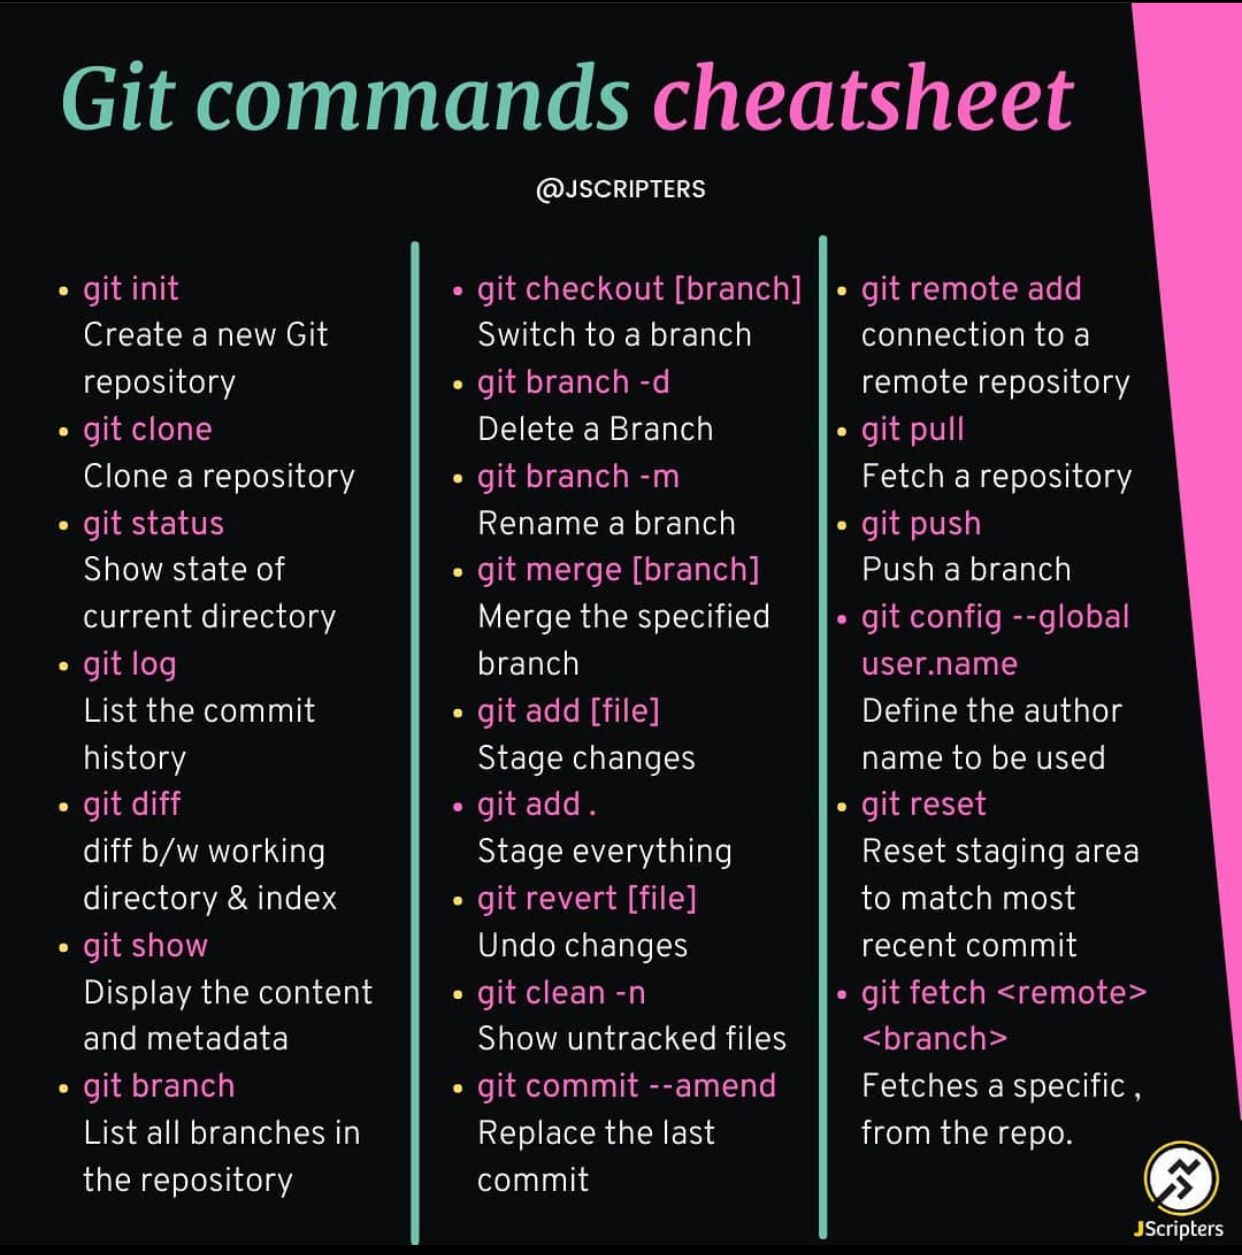 Git commands cheatsheet
@JSCRIPTERS
git init
Create a new Git
repository
git clone
Clone a repository
git status
Show state of
current directory
git log
List the commit
history
git diff
diff b/w working
directory & index
git show
Display the content
and metadata
git branch
List all branches in
the repository
git checkout [branch]
Switch to a branch
git branch -d
Delete a Branch
git branch -m
Rename a branch
git merge [branch]
Merge the specified
branch
git add [file]
Stage changes
git add .
Stage everything
git revert [file]
Undo changes
git clean -n
Show untracked files
git commit --amend
Replace the last
commit
git remote add
connection to a
remote repository
git pull
Fetch a repository
git push
Push a branch
git config --global
user.name
Define the author
name to be used
git reset
Reset staging area
to match most
recent commit
git fetch <remote>
<branch>
Fetches a specific ,
from the repo.
JScripters